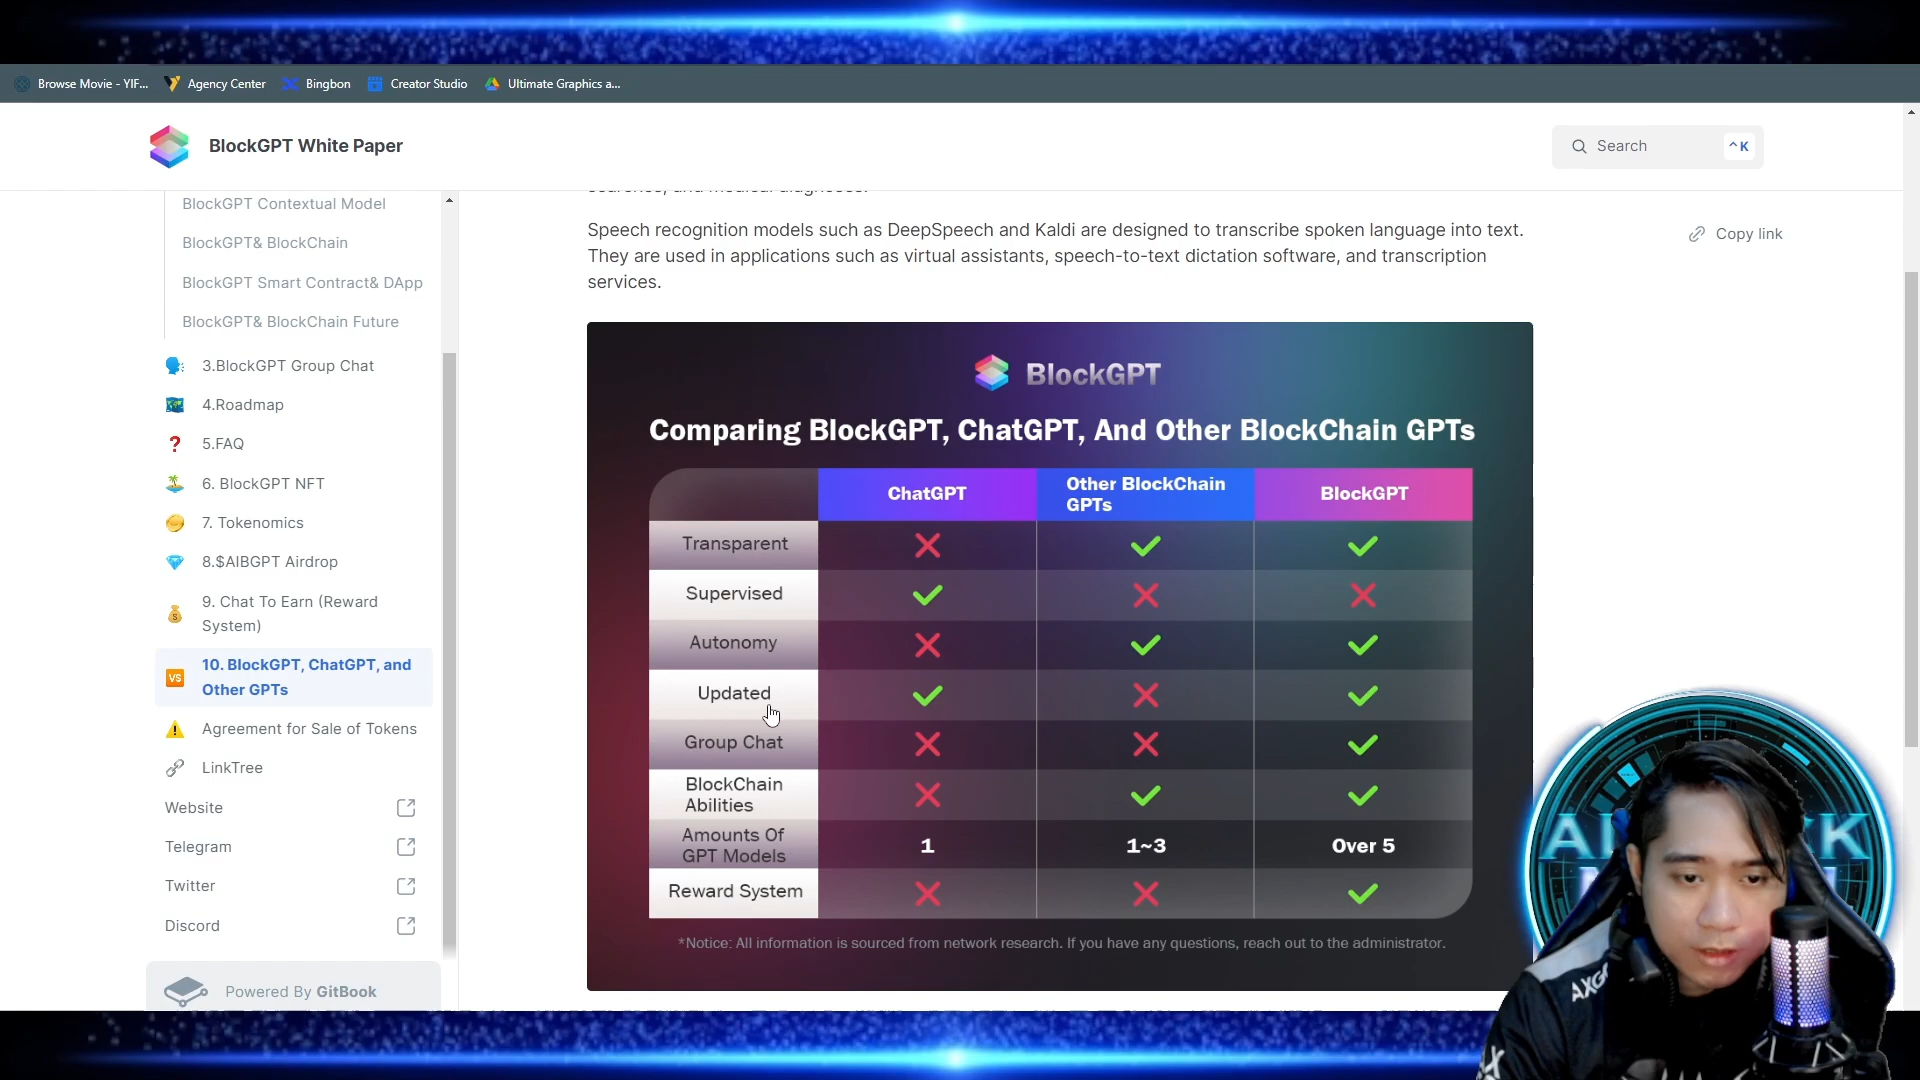 Browse Movie - YIF...
Agency Center
Bingbon
Creator Studio
Ultimate Graphics a...
BlockGPT White Paper
Search
^K
BlockGPT Contextual Model
BlockGPT& BlockChain
BlockGPT Smart Contract& DApp
BlockGPT& BlockChain Future
3.BlockGPT Group Chat
4.Roadmap
5.FAQ
6. BlockGPT NFT
7. Tokenomics
8.$AIBGPT Airdrop
9. Chat To Earn (Reward
System)
VS
10. BlockGPT, ChatGPT, and
Other GPTs
Agreement for Sale of Tokens
LinkTree
Website
Telegram
Twitter
Discord
Powered By GitBook
Speech recognition models such as DeepSpeech and Kaldi are designed to transcribe spoken language into text.
They are used in applications such as virtual assistants, speech-to-text dictation software, and transcription
services.
Copy link
BlockGPT
Comparing BlockGPT, ChatGPT, And Other BlockChain GPTs
ChatGPT
Other BlockChain
GPTs
BlockGPT
Transparent
Supervised
Autonomy
Updated
Group Chat
BlockChain
Abilities
Amounts Of
GPT Models
1
1~3
Over 5
Reward System
*Notice: All information is sourced from network research. If you have any questions, reach out to the administrator.